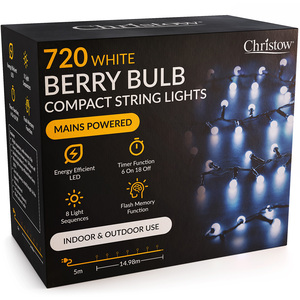 Christow
720 WHITE
BERRY BULB
COMPACT STRING LIGHTS
MAINS POWERED
Energy Efficient
LED
Timer Function
6 On 18 Off
8 Light
Sequences
Flash Memory
Function
INDOOR & OUTDOOR USE
5m
14.98m